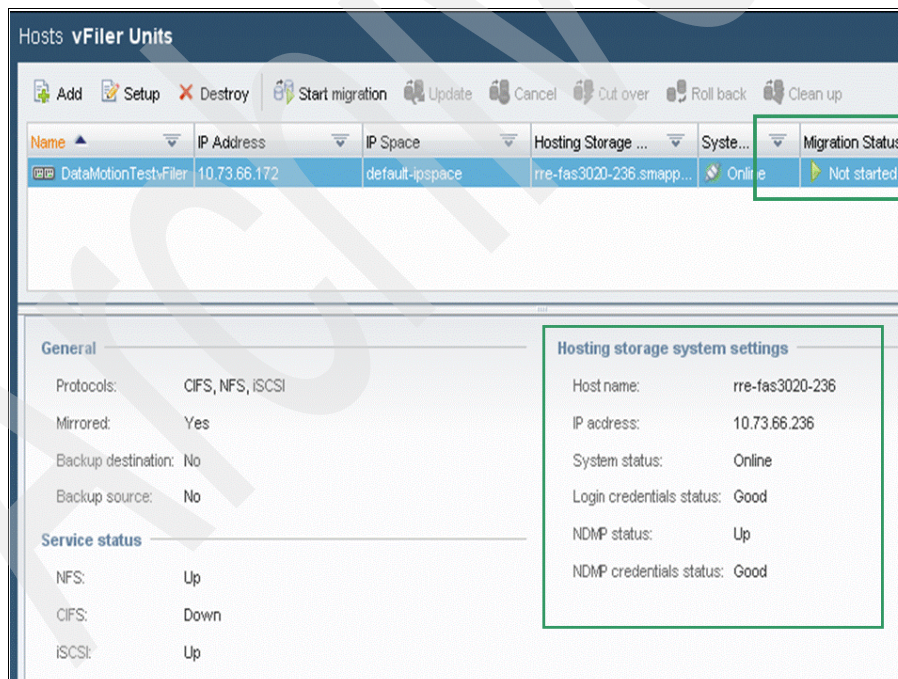 Hosts vFiler Units
Add Setup Destroy Start migration Update Cancel Cut over Roll back Clean up
Name IP Address IP Space Hosting Storage ... Syste... Migration Status
DataMotionTestvFiler 10.73.66.172 default-ipspace rre-fas3020-236.smapp... Online Not started
General
Protocols: CIFS, NFS, iSCSI
Mirrored: Yes
Backup destination: No
Backup source: No
Service status
NFS: Up
CIFS: Down
iSCSI: Up
Hosting storage system settings
Host name: rre-fas3020-236
IP address: 10.73.66.236
System status: Online
Login credentials status: Good
NDMP status: Up
NDMP credentials status: Good
Archive